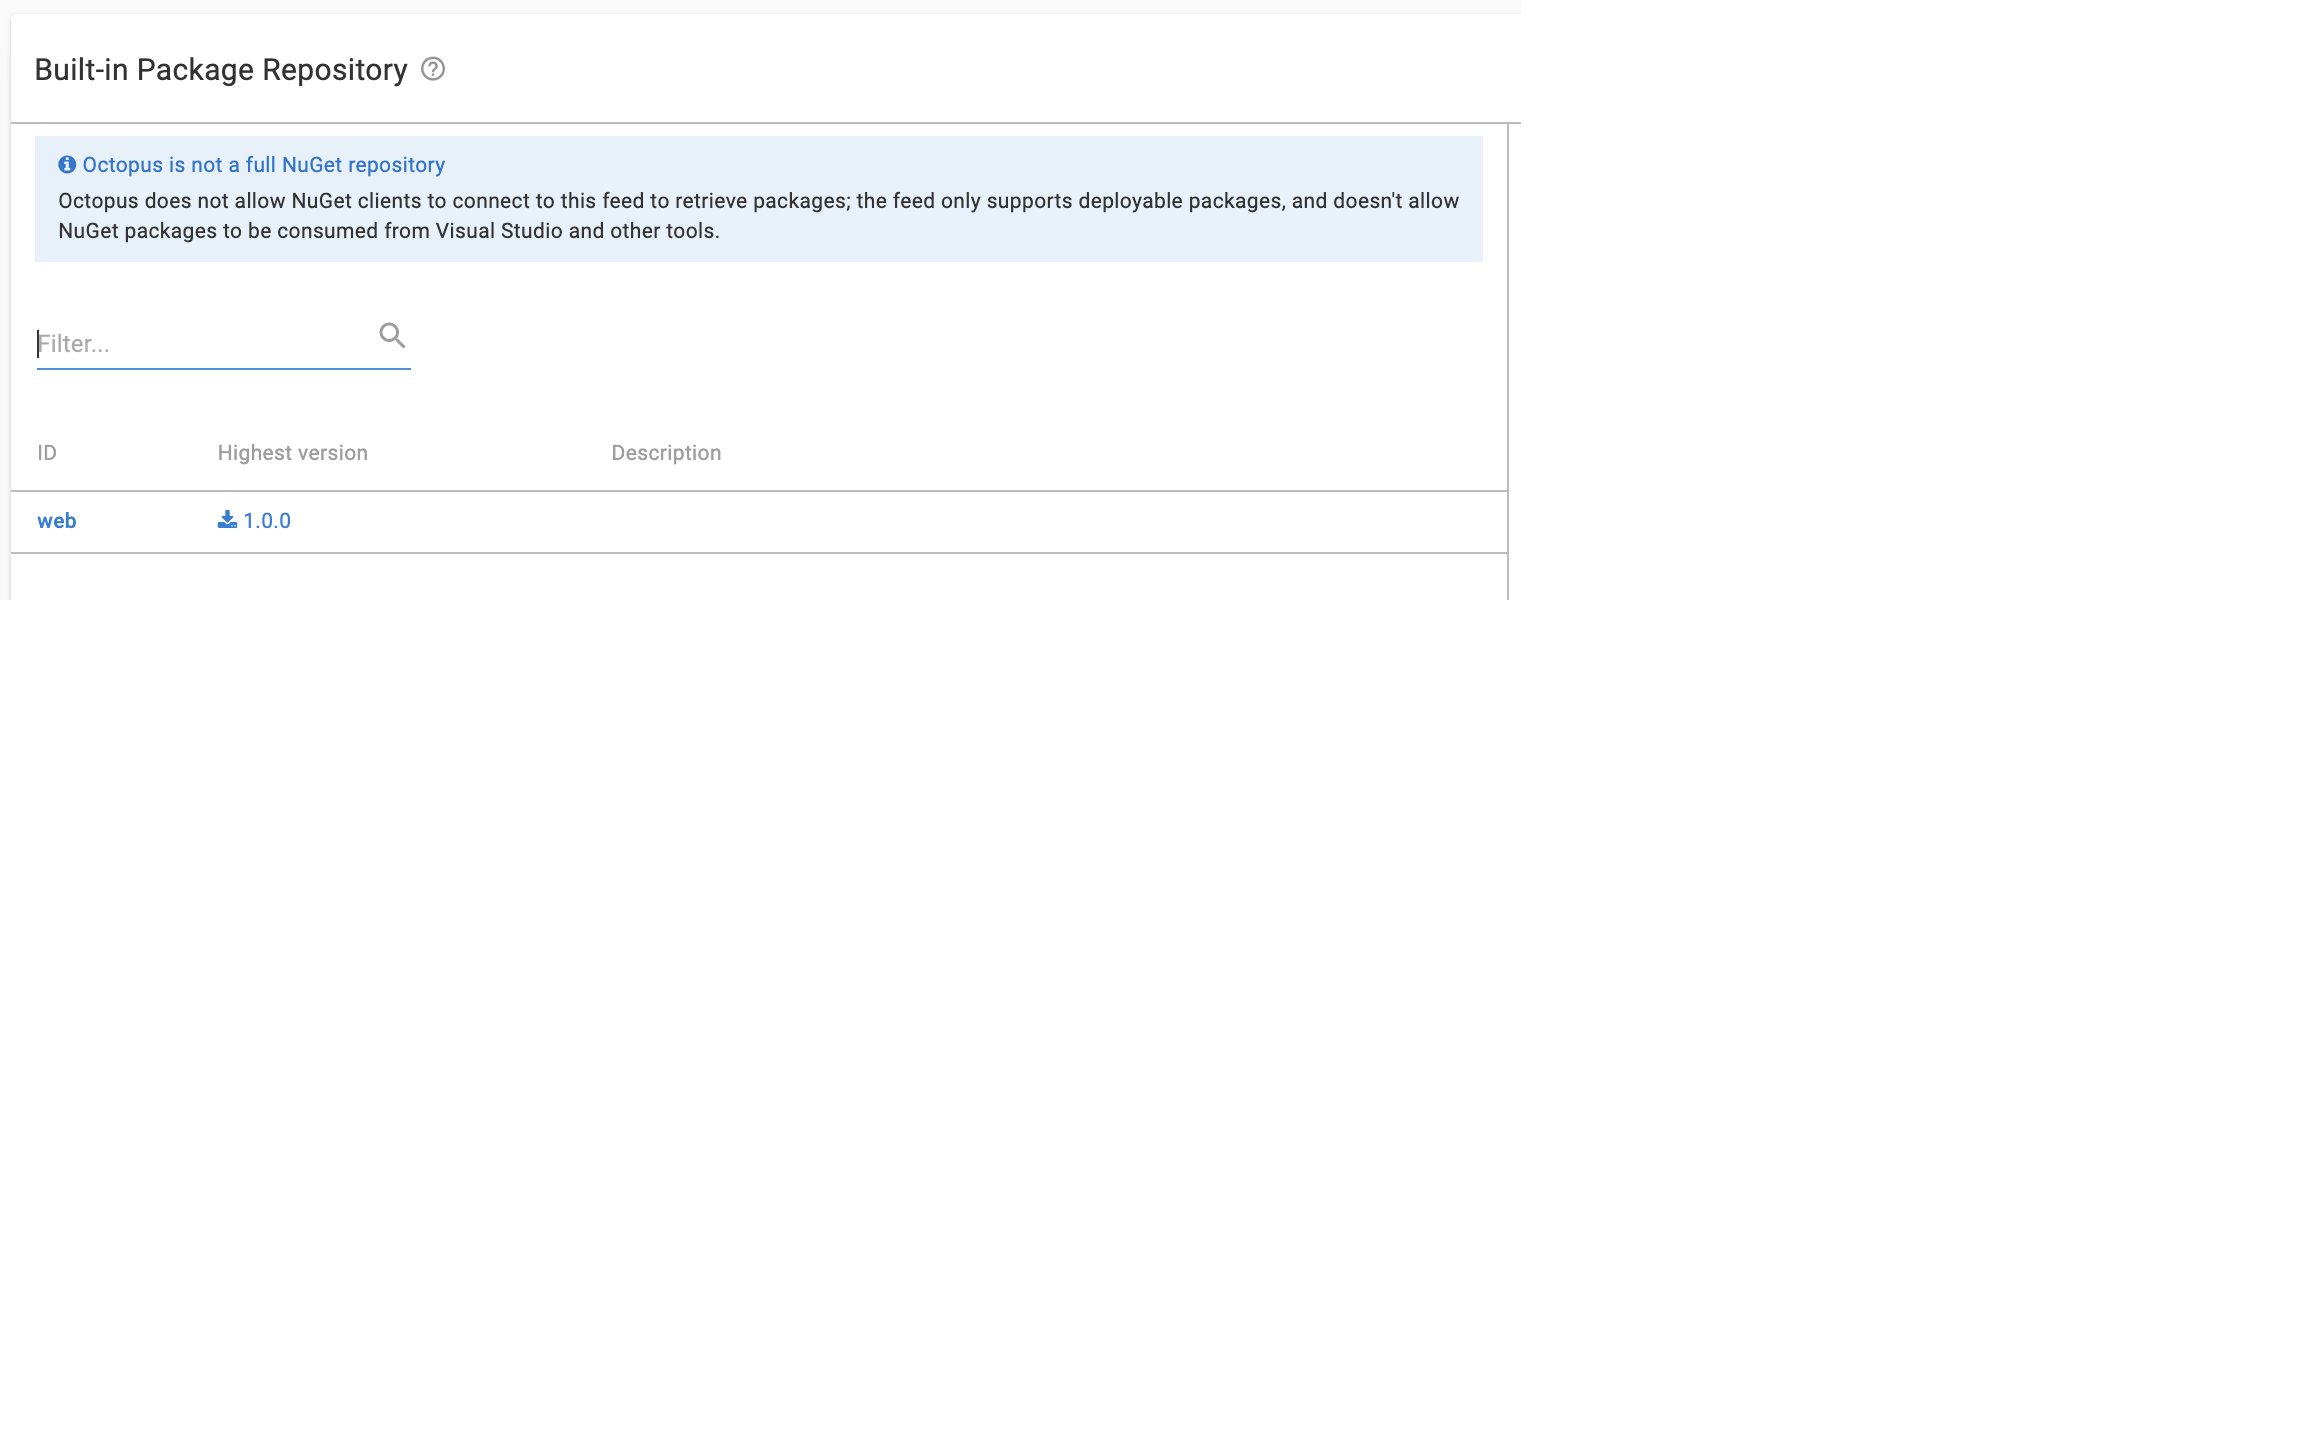 Built-in Package Repository
Octopus is not a full NuGet repository
Octopus does not allow NuGet clients to connect to this feed to retrieve packages; the feed only supports deployable packages, and doesn't allow
NuGet packages to be consumed from Visual Studio and other tools.
Filter...
ID Highest version Description
web 1.0.0